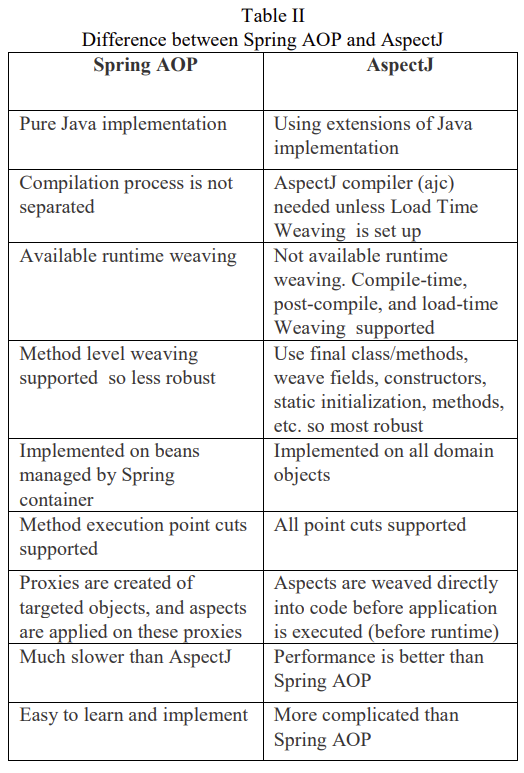 Table II
Difference between Spring AOP and AspectJ
Spring AOP
AspectJ
Pure Java implementation
Using extensions of Java
implementation
Compilation process is not
separated
AspectJ compiler (ajc)
needed unless Load Time
Weaving is set up
Available runtime weaving
Not available runtime
weaving. Compile-time,
post-compile, and load-time
Weaving supported
Method level weaving
supported so less robust
Use final class/methods,
weave fields, constructors,
static initialization, methods,
etc. so most robust
Implemented on beans
managed by Spring
container
Implemented on all domain
objects
Method execution point cuts
supported
All point cuts supported
Proxies are created of
targeted objects, and aspects
are applied on these proxies
Aspects are weaved directly
into code before application
is executed (before runtime)
Much slower than AspectJ
Performance is better than
Spring AOP
Easy to learn and implement
More complicated than
Spring AOP